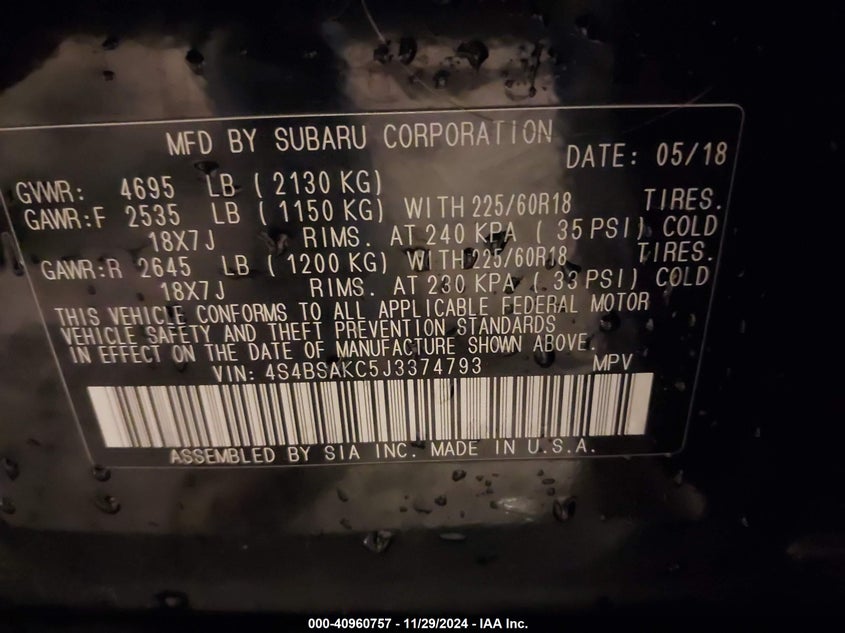 MFD BY SUBARU CORPORATION
DATE: 05/18
GVWR: 4695 LB ( 2130 KG)
GAWR:F 2535 LB ( 1150 KG) WITH 225/60R18 TIRES.
18X7J RIMS. AT 240 KPA ( 35 PSI) COLD
GAWR:R 2645 LB ( 1200 KG) WITH 225/60R18 TIRES.
18X7J RIMS. AT 230 KPA ( 33 PSI) COLD
THIS VEHICLE CONFORMS TO ALL APPLICABLE FEDERAL MOTOR
VEHICLE SAFETY AND THEFT PREVENTION STANDARDS
IN EFFECT ON THE DATE OF MANUFACTURE SHOWN ABOVE.
VIN: 4S4BSAKC5J3374793 MPV
ASSEMBLED BY SIA INC. MADE IN U.S.A.
000-40960757 - 11/29/2024 - IAA Inc.